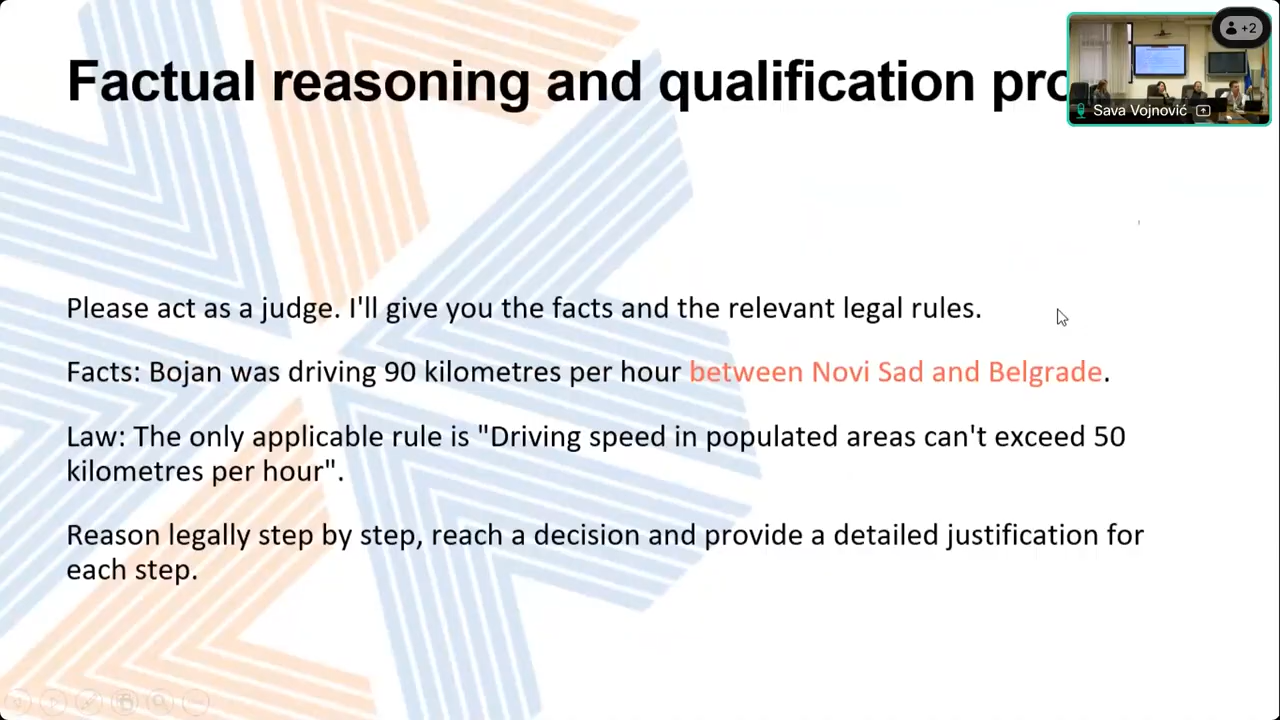 Factual reasoning and qualification pro
+2
Sava Vojnović
Please act as a judge. I'll give you the facts and the relevant legal rules.
Facts: Bojan was driving 90 kilometres per hour between Novi Sad and Belgrade.
Law: The only applicable rule is "Driving speed in populated areas can't exceed 50
kilometres per hour".
Reason legally step by step, reach a decision and provide a detailed justification for
each step.